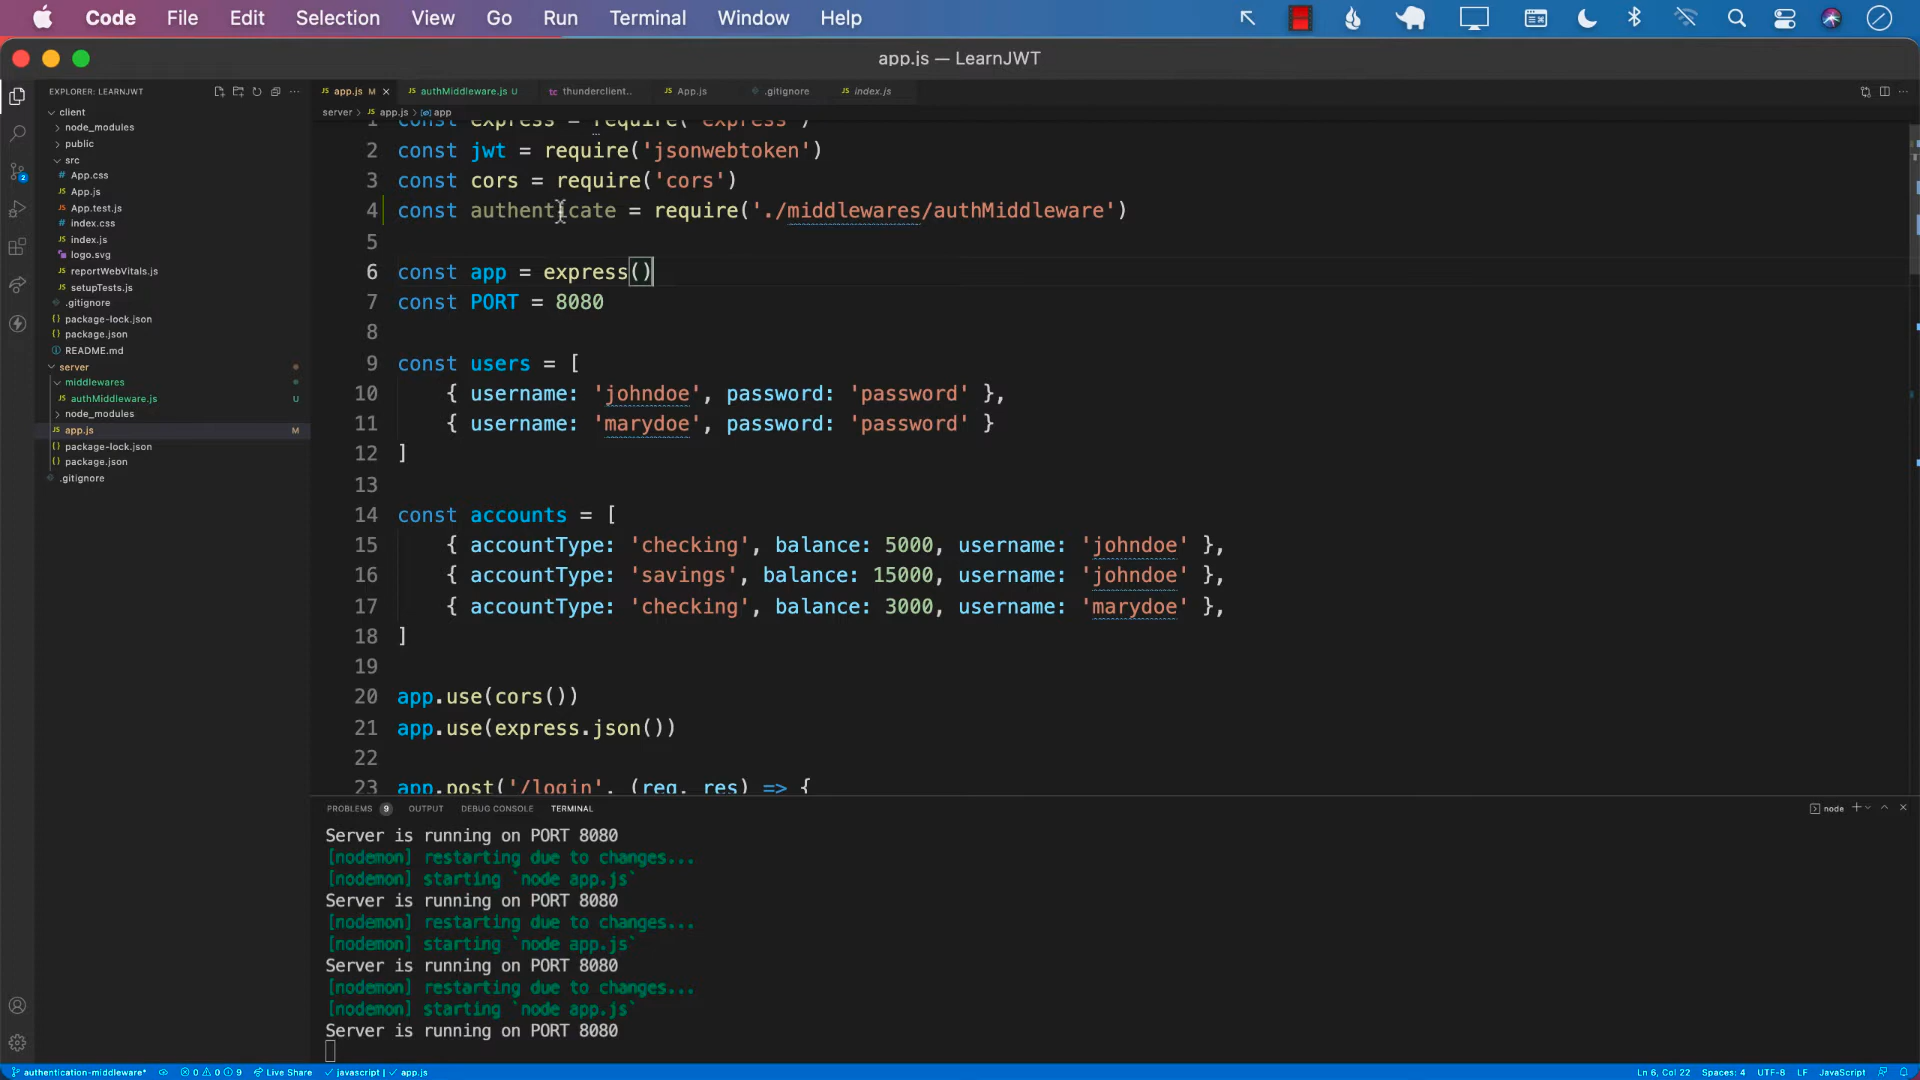 Code File Edit Selection View Go Run Terminal Window Help
app.js — LearnJWT
EXPLORER: LEARNJWT
client
node_modules
public
src
App.css
App.js
App.test.js
index.css
index.js
logo.svg
reportWebVitals.js
setupTests.js
.gitignore
package-lock.json
package.json
README.md
server
middlewares
authMiddleware.js U
node_modules
app.js M
package-lock.json
package.json
.gitignore
app.js M authMiddleware.js U thunderclient.. App.js .gitignore index.js
server > app.js > app
1 const express = require('express')
2 const jwt = require('jsonwebtoken')
3 const cors = require('cors')
4 const authenticate = require('./middlewares/authMiddleware')
5
6 const app = express()
7 const PORT = 8080
8
9 const users = [
10 { username: 'johndoe', password: 'password' },
11 { username: 'marydoe', password: 'password' }
12 ]
13
14 const accounts = [
15 { accountType: 'checking', balance: 5000, username: 'johndoe' },
16 { accountType: 'savings', balance: 15000, username: 'johndoe' },
17 { accountType: 'checking', balance: 3000, username: 'marydoe' },
18 ]
19
20 app.use(cors())
21 app.use(express.json())
22
23 app.post('/login', (req, res) => {
PROBLEMS 9 OUTPUT DEBUG CONSOLE TERMINAL node
Server is running on PORT 8080
[nodemon] restarting due to changes...
[nodemon] starting `node app.js`
Server is running on PORT 8080
[nodemon] restarting due to changes...
[nodemon] starting `node app.js`
Server is running on PORT 8080
[nodemon] restarting due to changes...
[nodemon] starting `node app.js`
Server is running on PORT 8080
authentication-middleware* 0 0 9 Live Share javascript | app.js Ln 6, Col 22 Spaces: 4 UTF-8 LF JavaScript